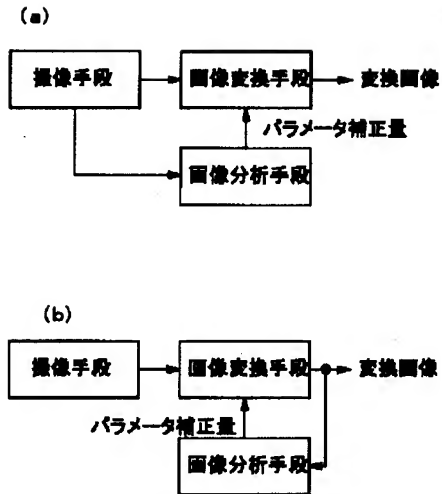 (a)
撮像手段
画像変換手段
変換画像
パラメータ補正量
画像分析手段
(b)
撮像手段
画像変換手段
変換画像
パラメータ補正量
画像分析手段